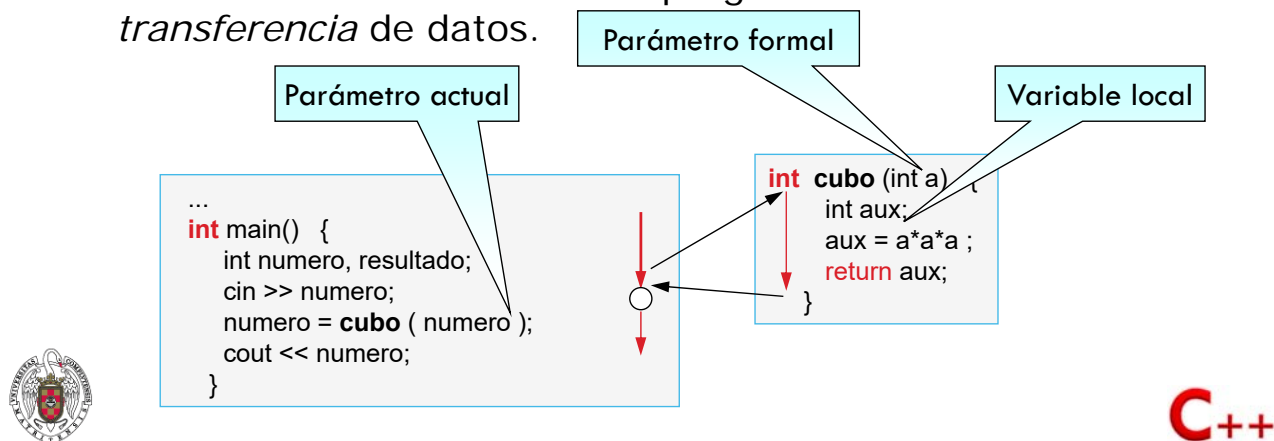 transferencia de datos.
Parámetro formal
Parámetro actual
Variable local
...
int main() {
int numero, resultado;
cin >> numero;
numero = cubo ( numero );
cout << numero;
}
int cubo (int a) {
int aux;
aux = a*a*a ;
return aux;
}
C++